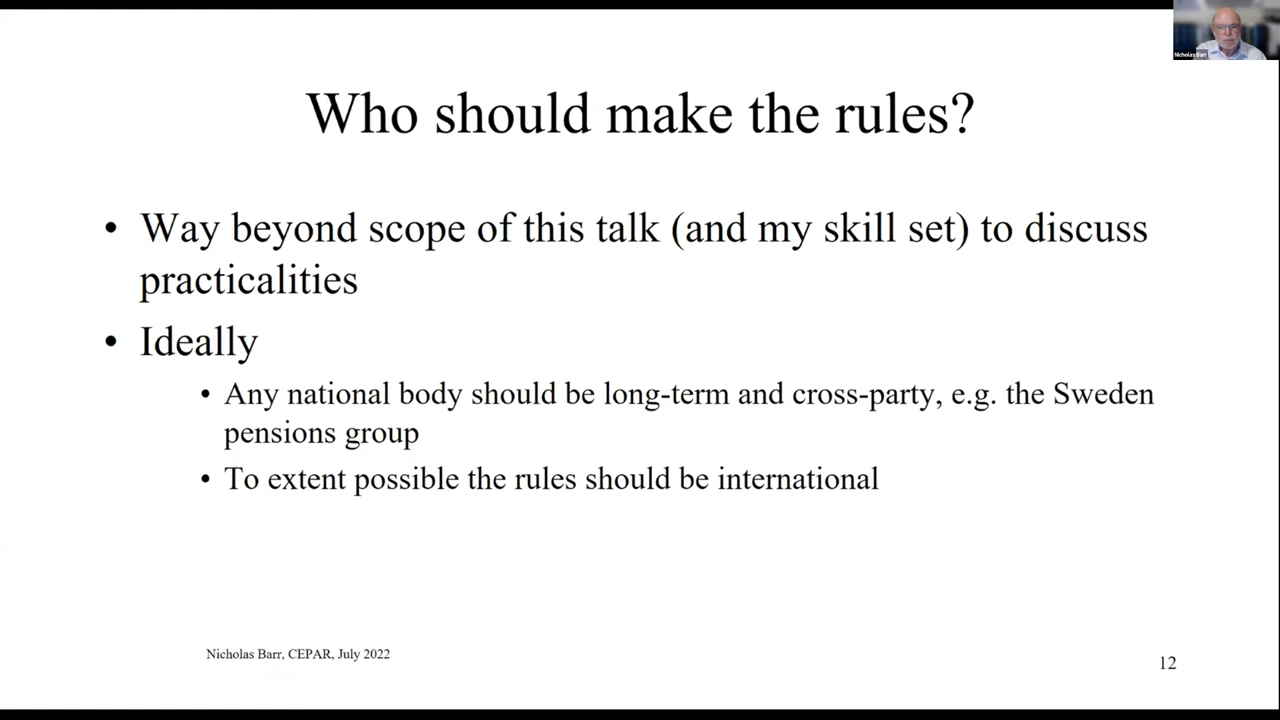 Nicholas Barr
Who should make the rules?
• Way beyond scope of this talk (and my skill set) to discuss
practicalities
• Ideally
• Any national body should be long-term and cross-party, e.g. the Sweden
pensions group
• To extent possible the rules should be international
Nicholas Barr, CEPAR, July 2022
12